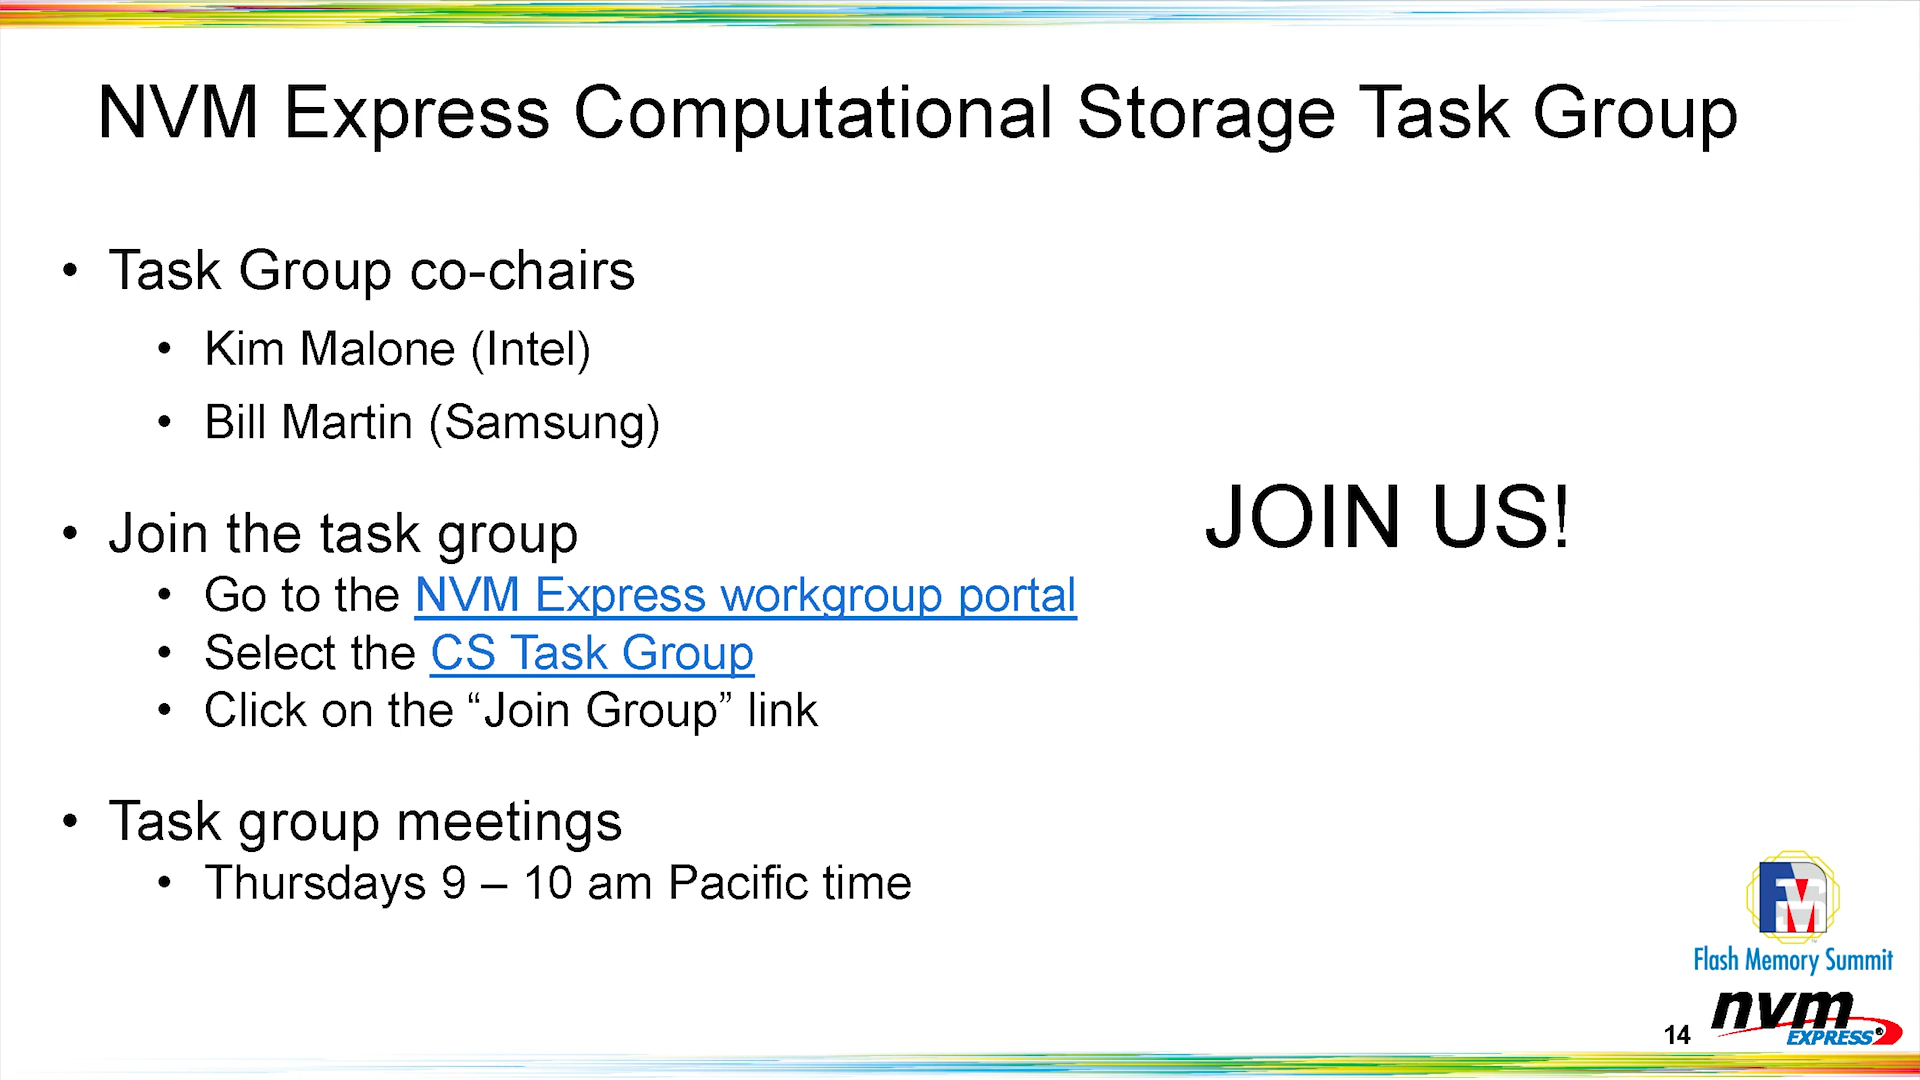 NVM Express Computational Storage Task Group
• Task Group co-chairs
• Kim Malone (Intel)
• Bill Martin (Samsung)
• Join the task group
• Go to the NVM Express workgroup portal
• Select the CS Task Group
• Click on the “Join Group” link
• Task group meetings
• Thursdays 9 – 10 am Pacific time
JOIN US!
FMS
Flash Memory Summit
nvm
EXPRESS®
14